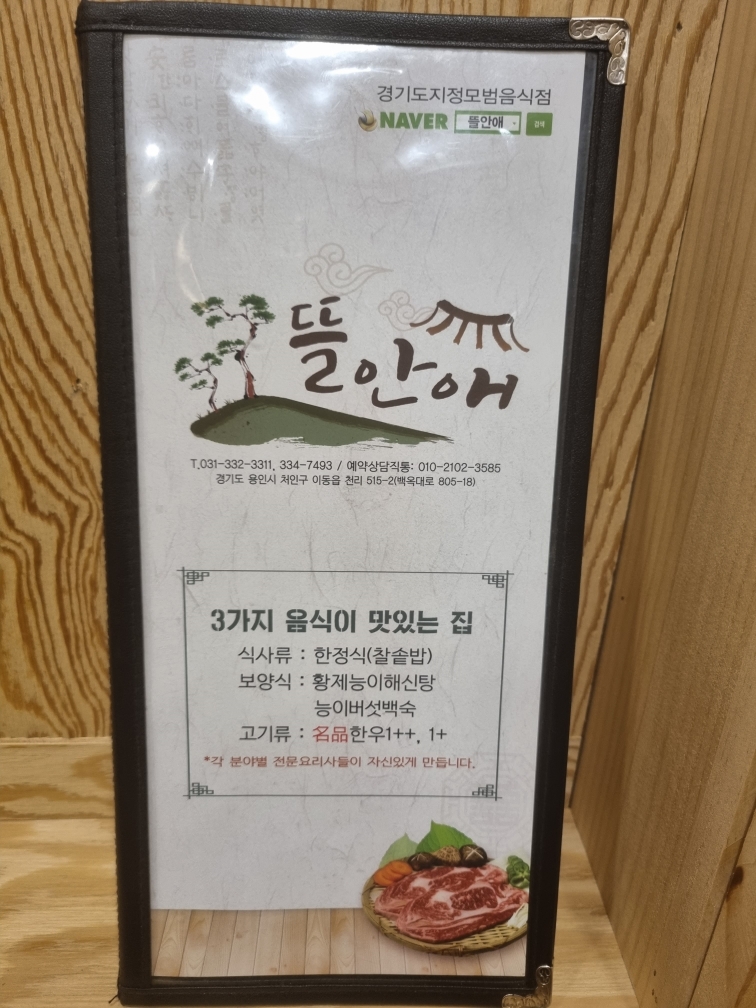 경기도지정모범음식점
NAVER 뜰안애 검색
뜰안애
T.031-332-3311, 334-7493 / 예약상담직통: 010-2102-3585
경기도 용인시 처인구 이동읍 천리 515-2(백옥대로 805-18)
3가지 음식이 맛있는 집
식사류 : 한정식(찰솥밥)
보양식 : 황제능이해신탕
능이버섯백숙
고기류 : 名品한우1++, 1+
*각 분야별 전문요리사들이 자신있게 만듭니다.